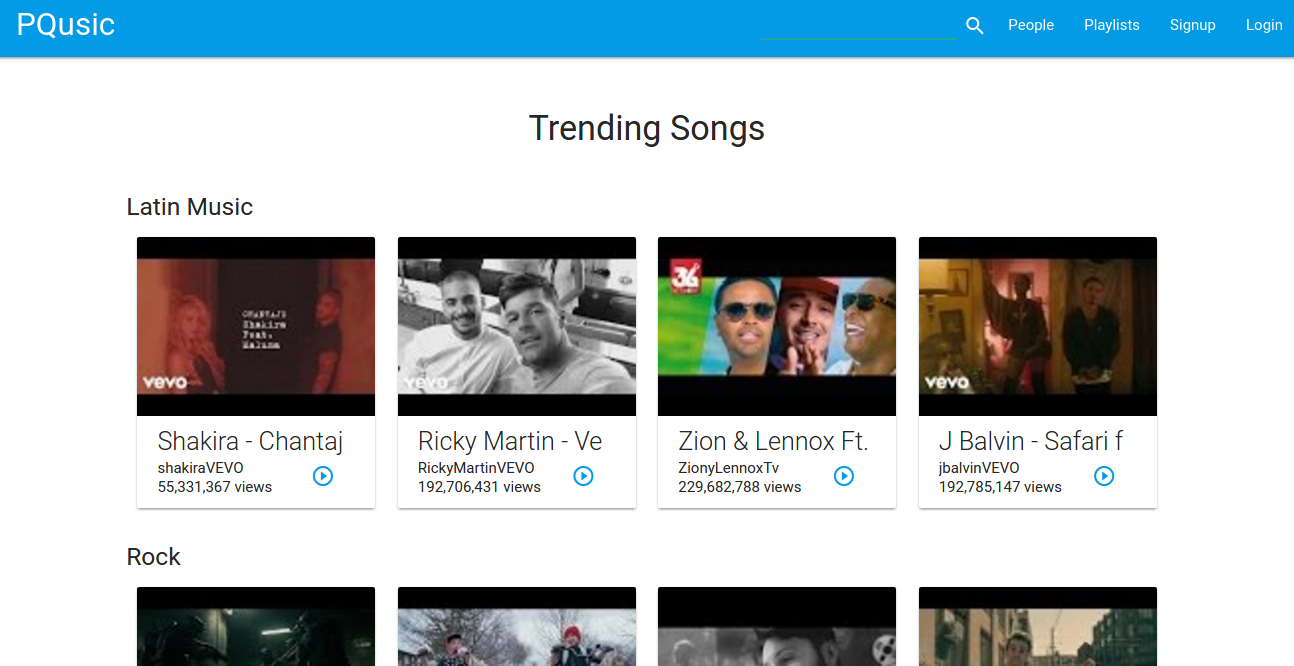 PQusic
People Playlists Signup Login
Trending Songs
Latin Music
CHANTAJE
Shakira
Feat.
Maluma
vevo
vevo
36
vevo
Shakira - Chantaj
shakiraVEVO
55,331,367 views
Ricky Martin - Ve
RickyMartinVEVO
192,706,431 views
Zion & Lennox Ft.
ZionyLennoxTv
229,682,788 views
J Balvin - Safari f
jbalvinVEVO
192,785,147 views
Rock